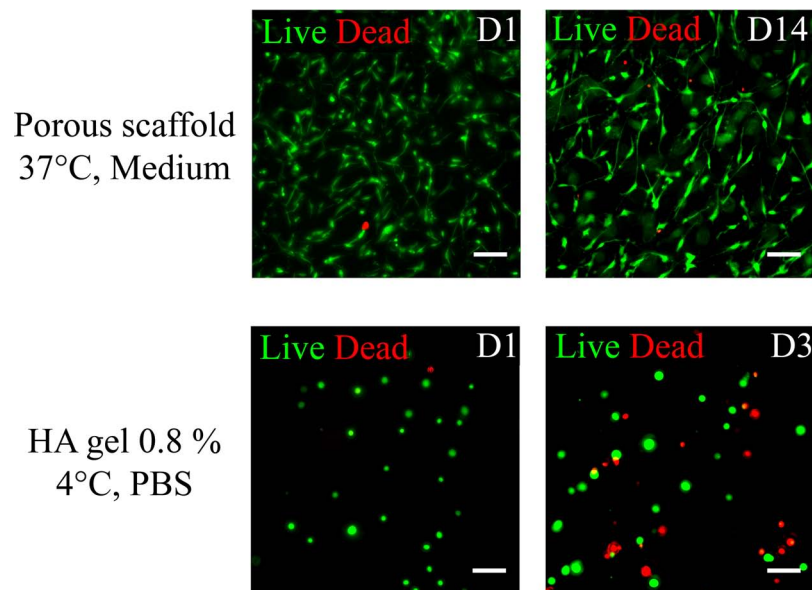 Porous scaffold
37°C, Medium
Live Dead D1
Live Dead D14
HA gel 0.8 %
4°C, PBS
Live Dead D1
Live Dead D3